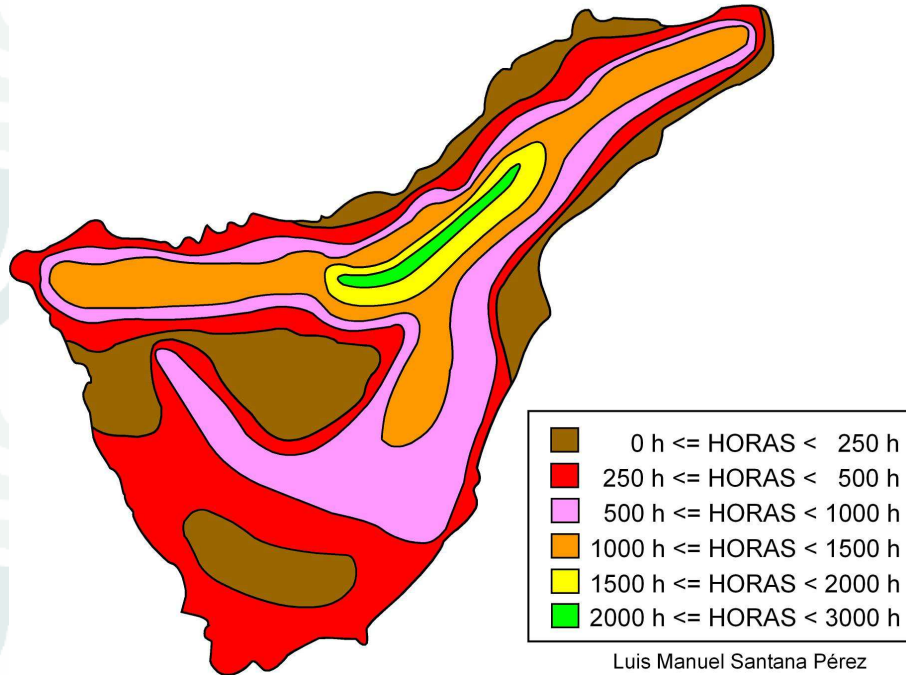 0 h <= HORAS < 250 h
250 h <= HORAS < 500 h
500 h <= HORAS < 1000 h
1000 h <= HORAS < 1500 h
1500 h <= HORAS < 2000 h
2000 h <= HORAS < 3000 h
Luis Manuel Santana Pérez